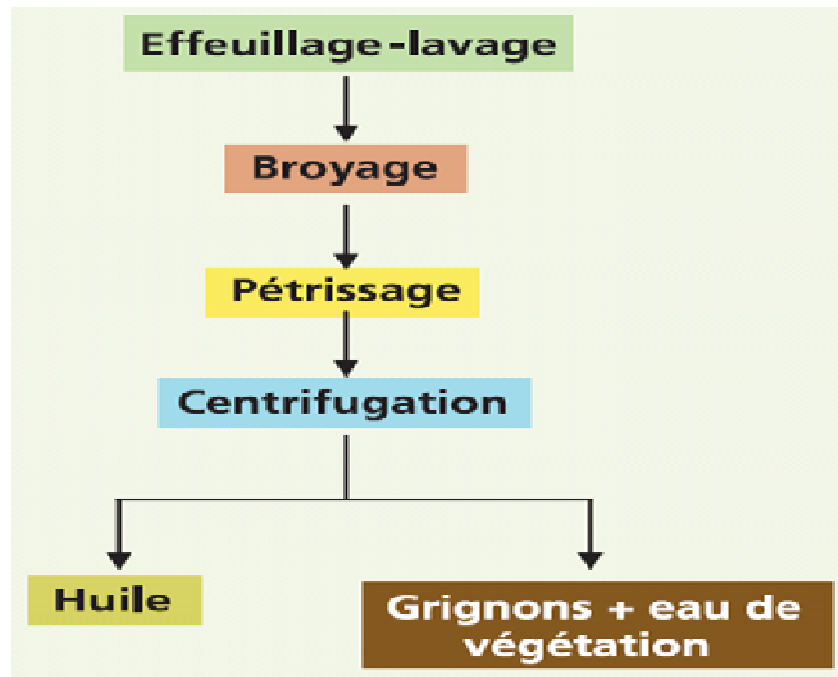 Effeuillage-lavage
Broyage
Pétrissage
Centrifugation
Huile
Grignons + eau de
végétation